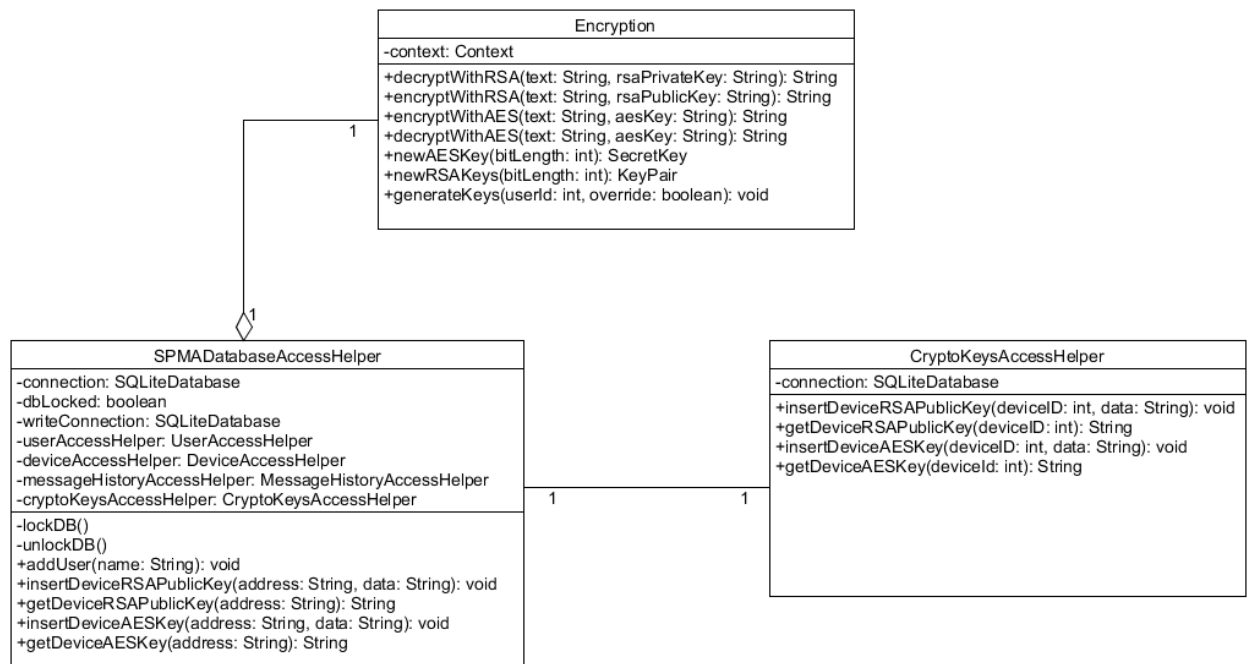 Encryption
-context: Context
+decryptWithRSA(text: String, rsaPrivateKey: String): String
+encryptWithRSA(text: String, rsaPublicKey: String): String
+encryptWithAES(text: String, aesKey: String): String
+decryptWithAES(text: String, aesKey: String): String
+newAESKey(bitLength: int): SecretKey
+newRSAKeys(bitLength: int): KeyPair
+generateKeys(userId: int, override: boolean): void
1
1
SPMADatabaseAccessHelper
-connection: SQLiteDatabase
-dbLocked: boolean
-writeConnection: SQLiteDatabase
-userAccessHelper: UserAccessHelper
-deviceAccessHelper: DeviceAccessHelper
-messageHistoryAccessHelper: MessageHistoryAccessHelper
-cryptoKeysAccessHelper: CryptoKeysAccessHelper
-lockDB()
-unlockDB()
+addUser(name: String): void
+insertDeviceRSAPublicKey(address: String, data: String): void
+getDeviceRSAPublicKey(address: String): String
+insertDeviceAESKey(address: String, data: String): void
+getDeviceAESKey(address: String): String
1
1
CryptoKeysAccessHelper
-connection: SQLiteDatabase
+insertDeviceRSAPublicKey(deviceID: int, data: String): void
+getDeviceRSAPublicKey(deviceID: int): String
+insertDeviceAESKey(deviceID: int, data: String): void
+getDeviceAESKey(deviceId: int): String